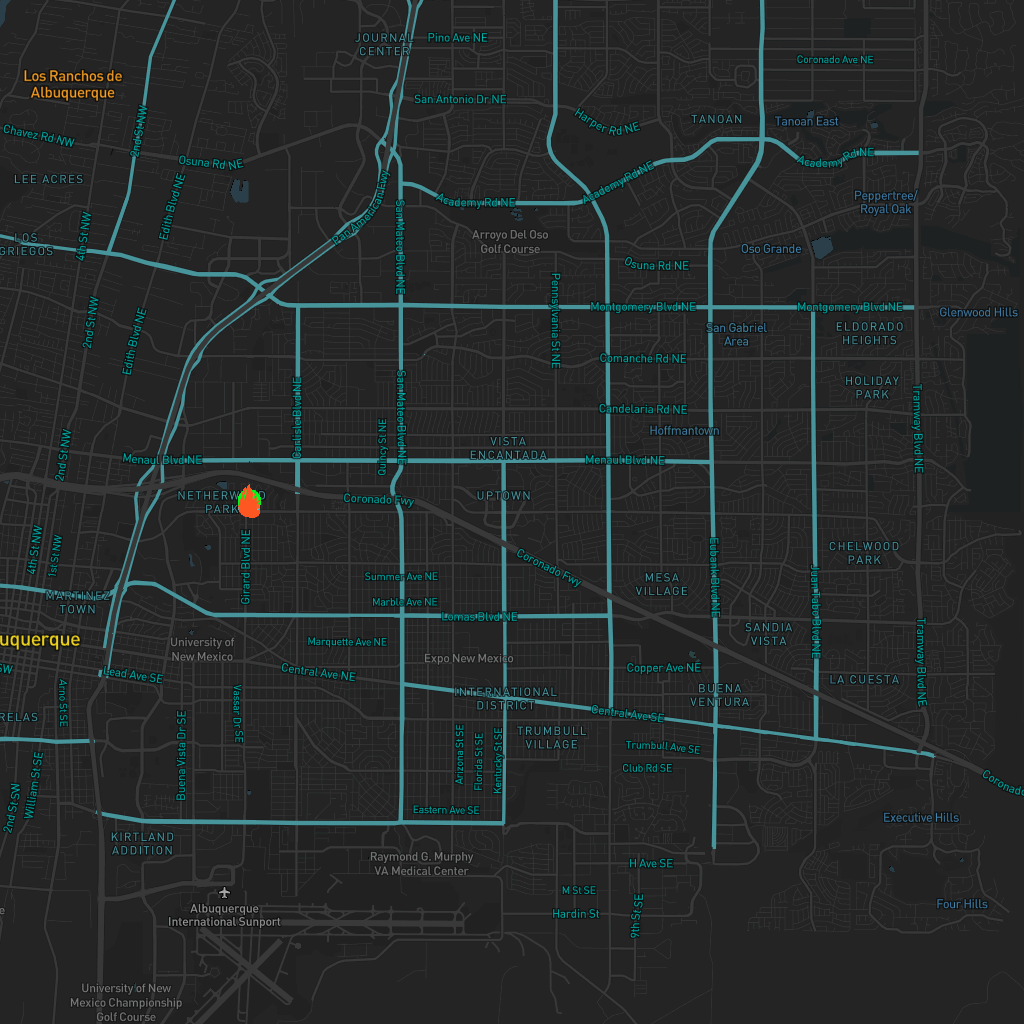 JOURNAL
CENTER
Pino Ave NE
Coronado Ave NE
Los Ranchos de
Albuquerque
San Antonio Dr NE
Harper Rd NE
TANOAN
Tanoan East
Chavez Rd NW
2nd St NW
Osuna Rd NE
Academy Rd NE
LEE ACRES
Edith Blvd NE
Pan American Fwy
San Mateo Blvd NE
Academy Rd NE
Academy Rd NE
Peppertree/
Royal Oak
4th St NW
LOS
GRIEGOS
Arroyo Del Oso
Golf Course
Oso Grande
Osuna Rd NE
Pennsylvania St NE
Montgomery Blvd NE
Montgomery Blvd NE
Glenwood Hills
2nd St NW
Edith Blvd NE
San Gabriel
Area
ELDORADO
HEIGHTS
Comanche Rd NE
HOLIDAY
PARK
Carlisle Blvd NE
San Mateo Blvd NE
Candelaria Rd NE
Tramway Blvd NE
Hoffmantown
Quincy St NE
VISTA
ENCANTADA
2nd St NW
Menaul Blvd NE
Menaul Blvd NE
NETHERWOOD
PARK
Coronado Fwy
UPTOWN
4th St NW
1st St NW
Girard Blvd NE
Coronado Fwy
Eubank Blvd NE
CHELWOOD
PARK
Summer Ave NE
MESA
VILLAGE
Juan Tabo Blvd NE
MARTINEZ
TOWN
Marble Ave NE
Lomas Blvd NE
SANDIA
VISTA
Tramway Blvd NE
uquerque
University of
New Mexico
Marquette Ave NE
Expo New Mexico
Copper Ave NE
SW
Lead Ave SE
Central Ave NE
LA CUESTA
Arno St SE
Vassar Dr SE
INTERNATIONAL
DISTRICT
BUENA
VENTURA
RELAS
Central Ave SE
Buena Vista Dr SE
Arizona St SE
Florida St SE
Kentucky St SE
TRUMBULL
VILLAGE
Trumbull Ave SE
Club Rd SE
2nd St SW
William St SE
Coronado
Eastern Ave SE
Executive Hills
KIRTLAND
ADDITION
Raymond G. Murphy
VA Medical Center
H Ave SE
M St SE
Albuquerque
International Sunport
Hardin St
9th St SE
Four Hills
e
University of New
Mexico Championship
Golf Course